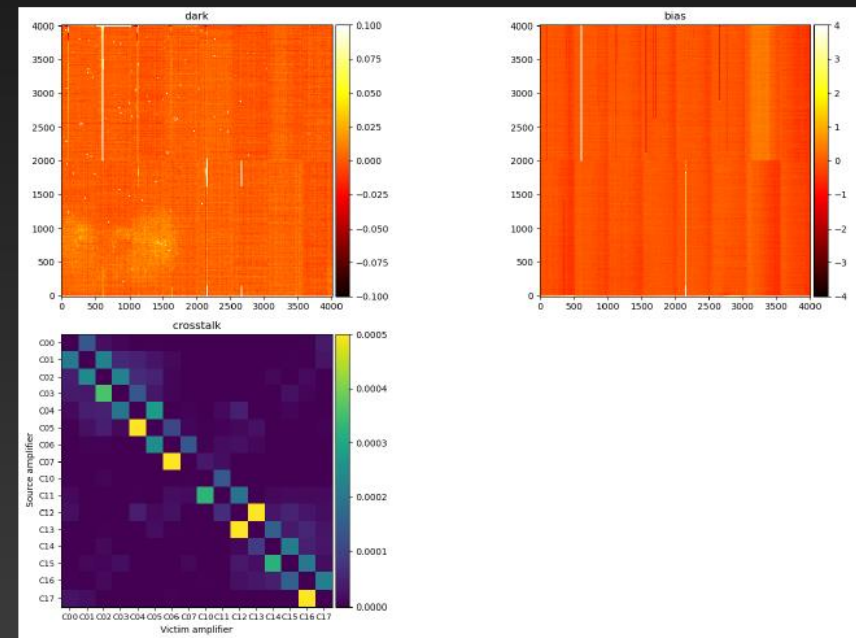 dark
4000
3500
3000
2500
2000
1500
1000
500
0
0 500 1000 1500 2000 2500 3000 3500 4000
0.100
0.075
0.050
0.025
0.000
−0.025
−0.050
−0.075
−0.100
bias
4000
3500
3000
2500
2000
1500
1000
500
0
0 500 1000 1500 2000 2500 3000 3500 4000
4
3
2
1
0
−1
−2
−3
−4
crosstalk
Source amplifier
C00
C01
C02
C03
C04
C05
C06
C07
C10
C11
C12
C13
C14
C15
C16
C17
C00 C01 C02 C03 C04 C05 C06 C07 C10 C11 C12 C13 C14 C15 C16 C17
Victim amplifier
0.0005
0.0004
0.0003
0.0002
0.0001
0.0000